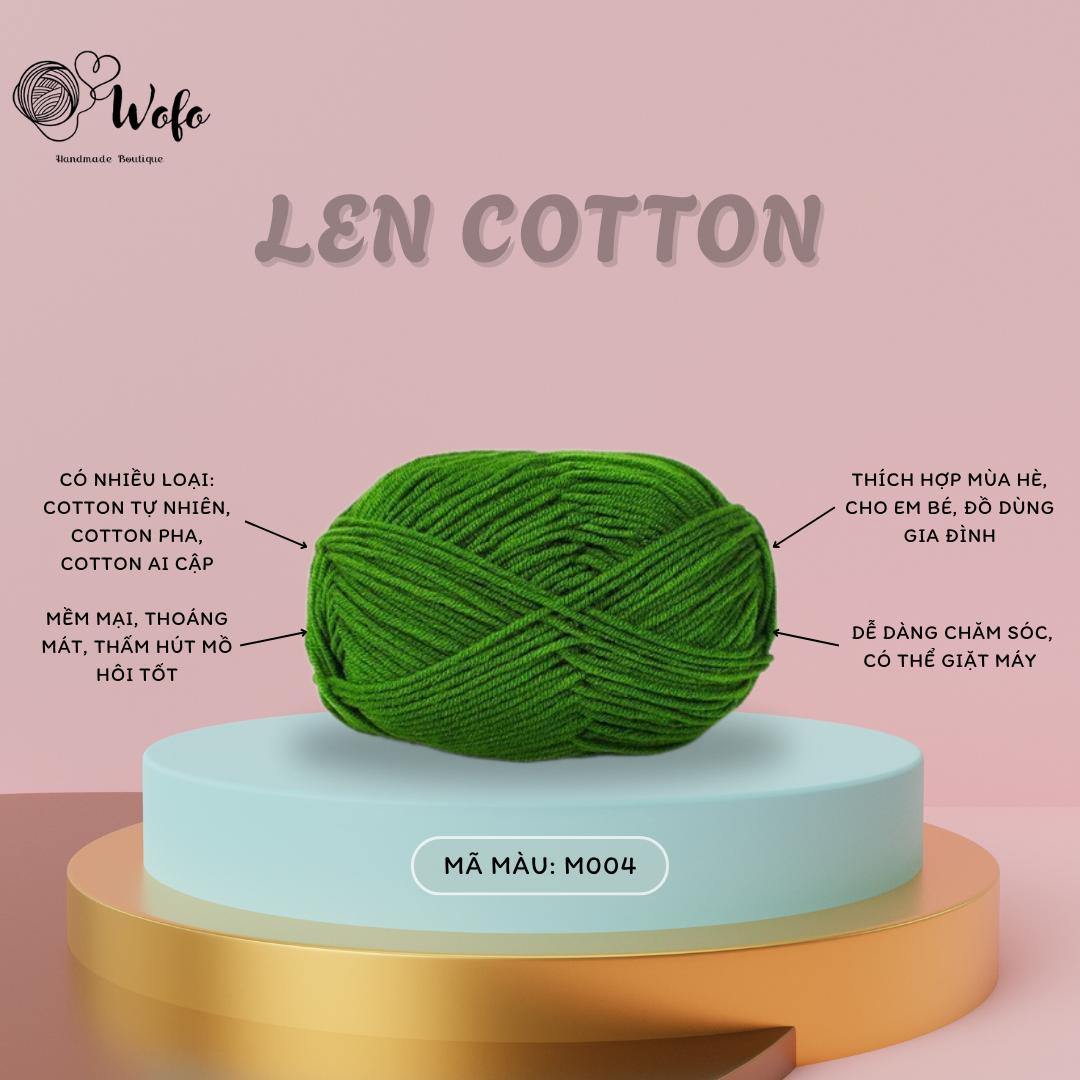 Wofo
Handmade Boutique
LEN COTTON
CÓ NHIỀU LOẠI:
COTTON TỰ NHIÊN,
COTTON PHA,
COTTON AI CẬP
MỀM MẠI, THOÁNG
MÁT, THẤM HÚT MỒ
HÔI TỐT
THÍCH HỢP MÙA HÈ,
CHO EM BÉ, ĐỒ DÙNG
GIA ĐÌNH
DỄ DÀNG CHĂM SÓC,
CÓ THỂ GIẶT MÁY
MÃ MÀU: M004